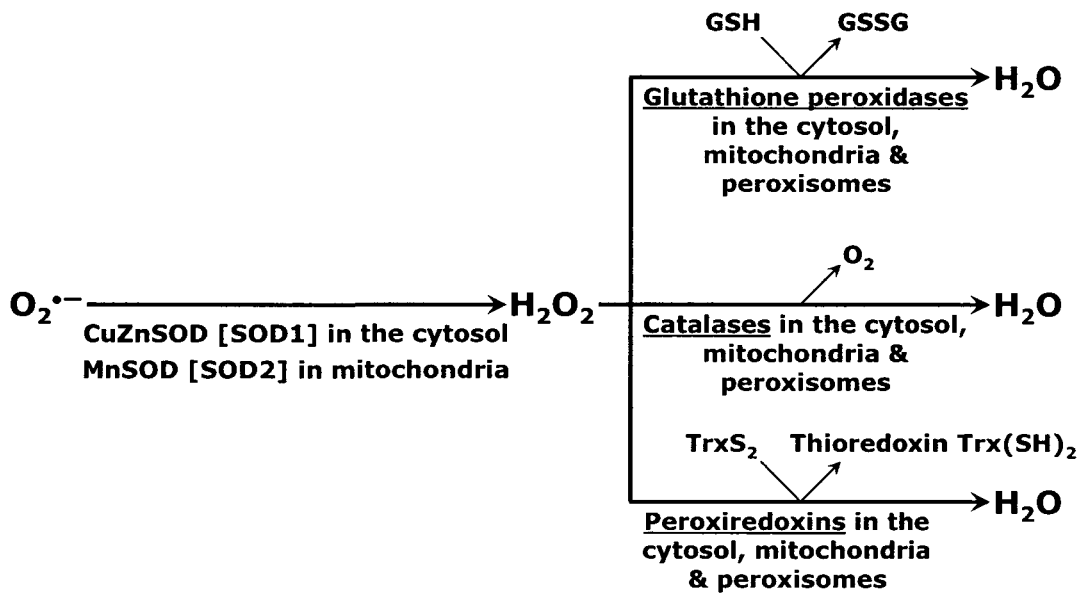 GSH GSSG
H₂O
Glutathione peroxidases
in the cytosol,
mitochondria &
peroxisomes
O₂
O₂•− H₂O₂ H₂O
CuZnSOD [SOD1] in the cytosol
MnSOD [SOD2] in mitochondria
Catalases in the cytosol,
mitochondria &
peroxisomes
TrxS₂ Thioredoxin Trx(SH)₂
H₂O
Peroxiredoxins in the
cytosol, mitochondria
& peroxisomes